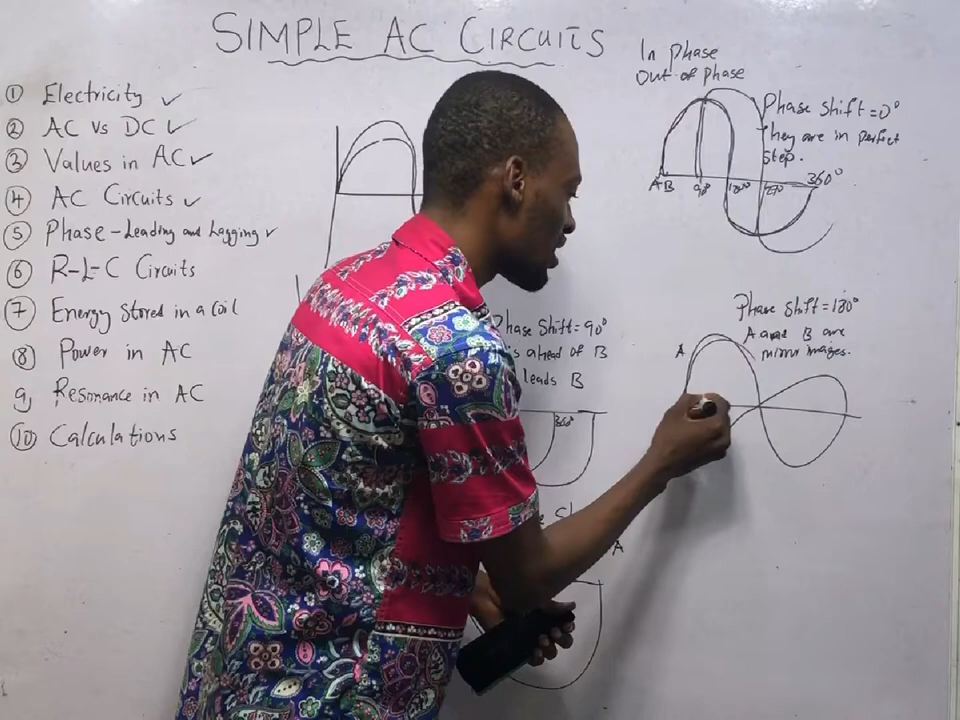 SIMPLE AC CIRCUITS
① Electricity ✓
② AC Vs DC ✓
③ Values in AC ✓
④ AC Circuits ✓
⑤ Phase-Leading and Lagging ✓
⑥ R-L-C Circuits
⑦ Energy Stored in a Coil
⑧ Power in AC
9, Resonance in AC
⑩ Calculations
In phase
Out of phase
Phase Shift = 0°
They are in perfect
step.
AB 90° 180° 270° 360°
Phase Shift = 90°
is ahead of B
leads B
360°
A
Phase Shift = 180°
A and B are
mirror images.
A